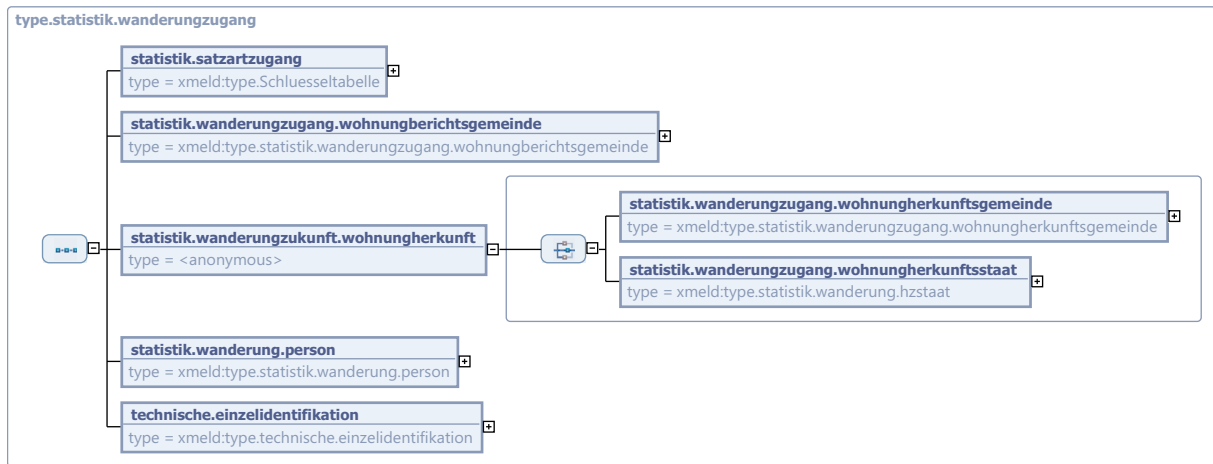 type.statistik.wanderungzugang
statistik.satzartzugang
type = xmeld:type.Schluesseltabelle
statistik.wanderungzugang.wohnungberichtsgemeinde
type = xmeld:type.statistik.wanderungzugang.wohnungberichtsgemeinde
statistik.wanderungzukunft.wohnungherkunft
type = <anonymous>
statistik.wanderungzugang.wohnungherkunftsgemeinde
type = xmeld:type.statistik.wanderungzugang.wohnungherkunftsgemeinde
statistik.wanderungzugang.wohnungherkunftsstaat
type = xmeld:type.statistik.wanderung.hzstaat
statistik.wanderung.person
type = xmeld:type.statistik.wanderung.person
technische.einzelidentifikation
type = xmeld:type.technische.einzelidentifikation